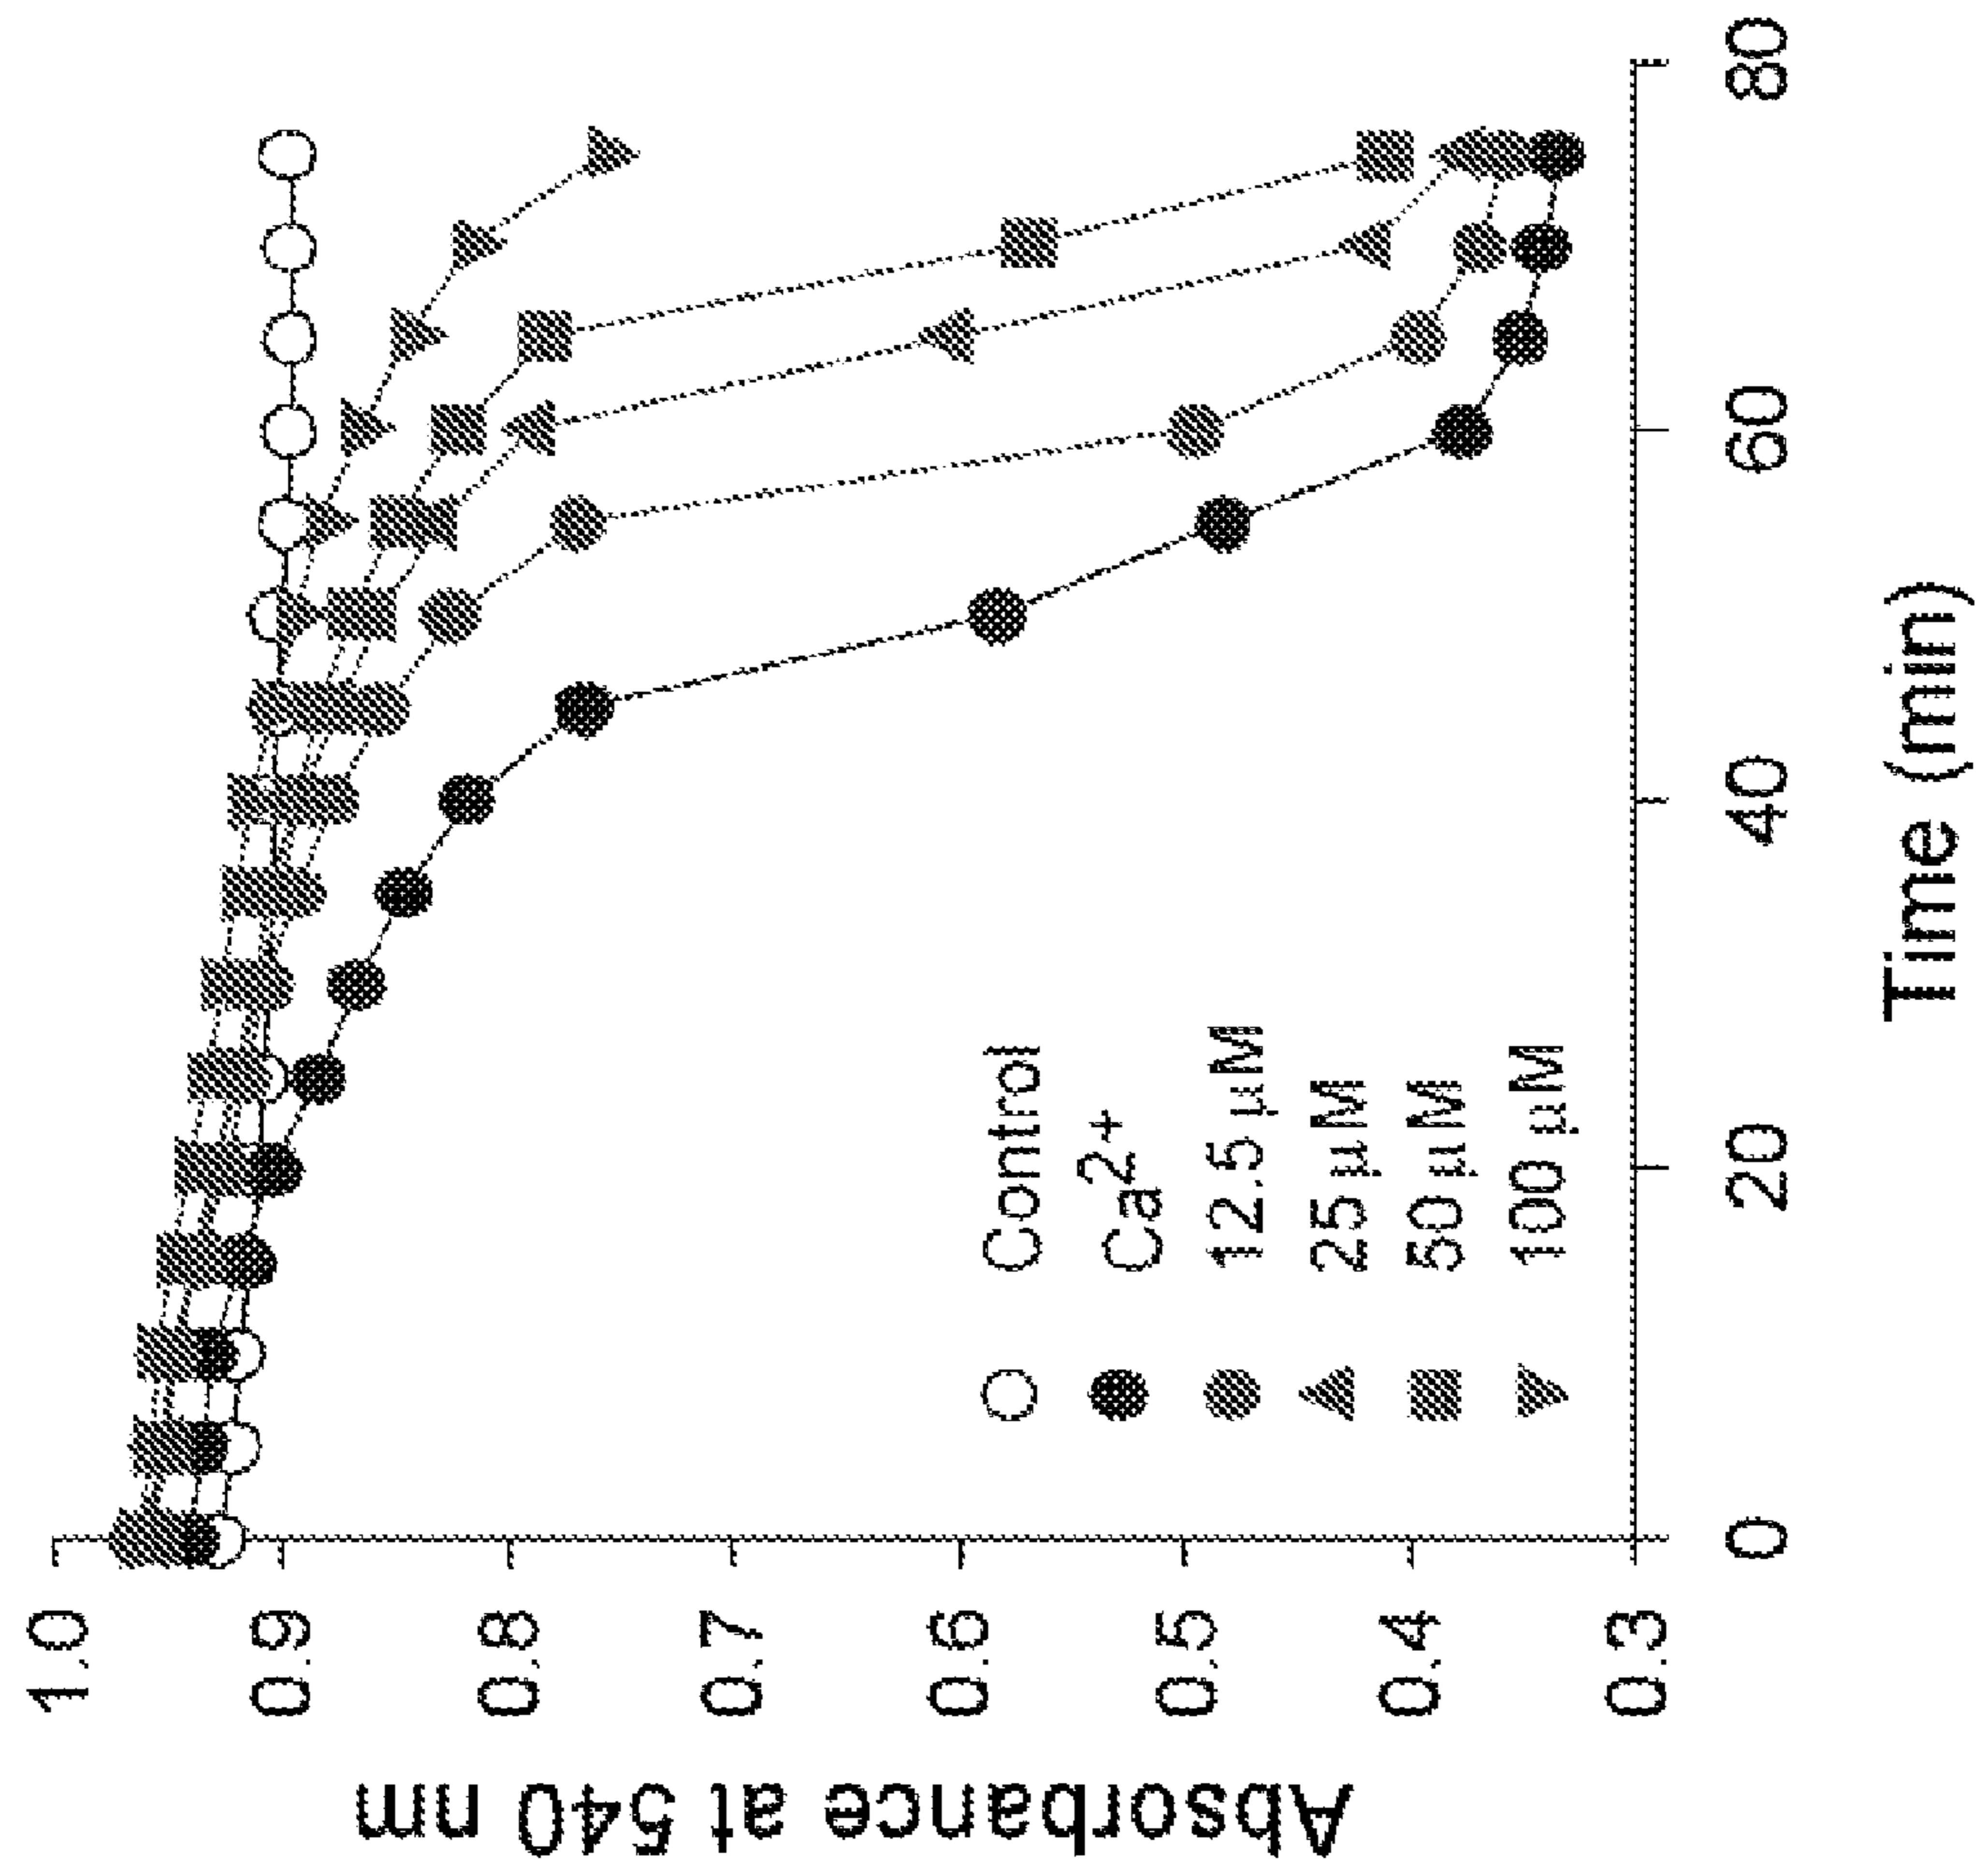 Absorbance at 540 nm
1.0
0.9
0.8
0.7
0.6
0.5
0.4
0.3
Control
Ca2+
12.5 μM
25 μM
50 μM
100 μM
0
20
40
60
80
Time (min)